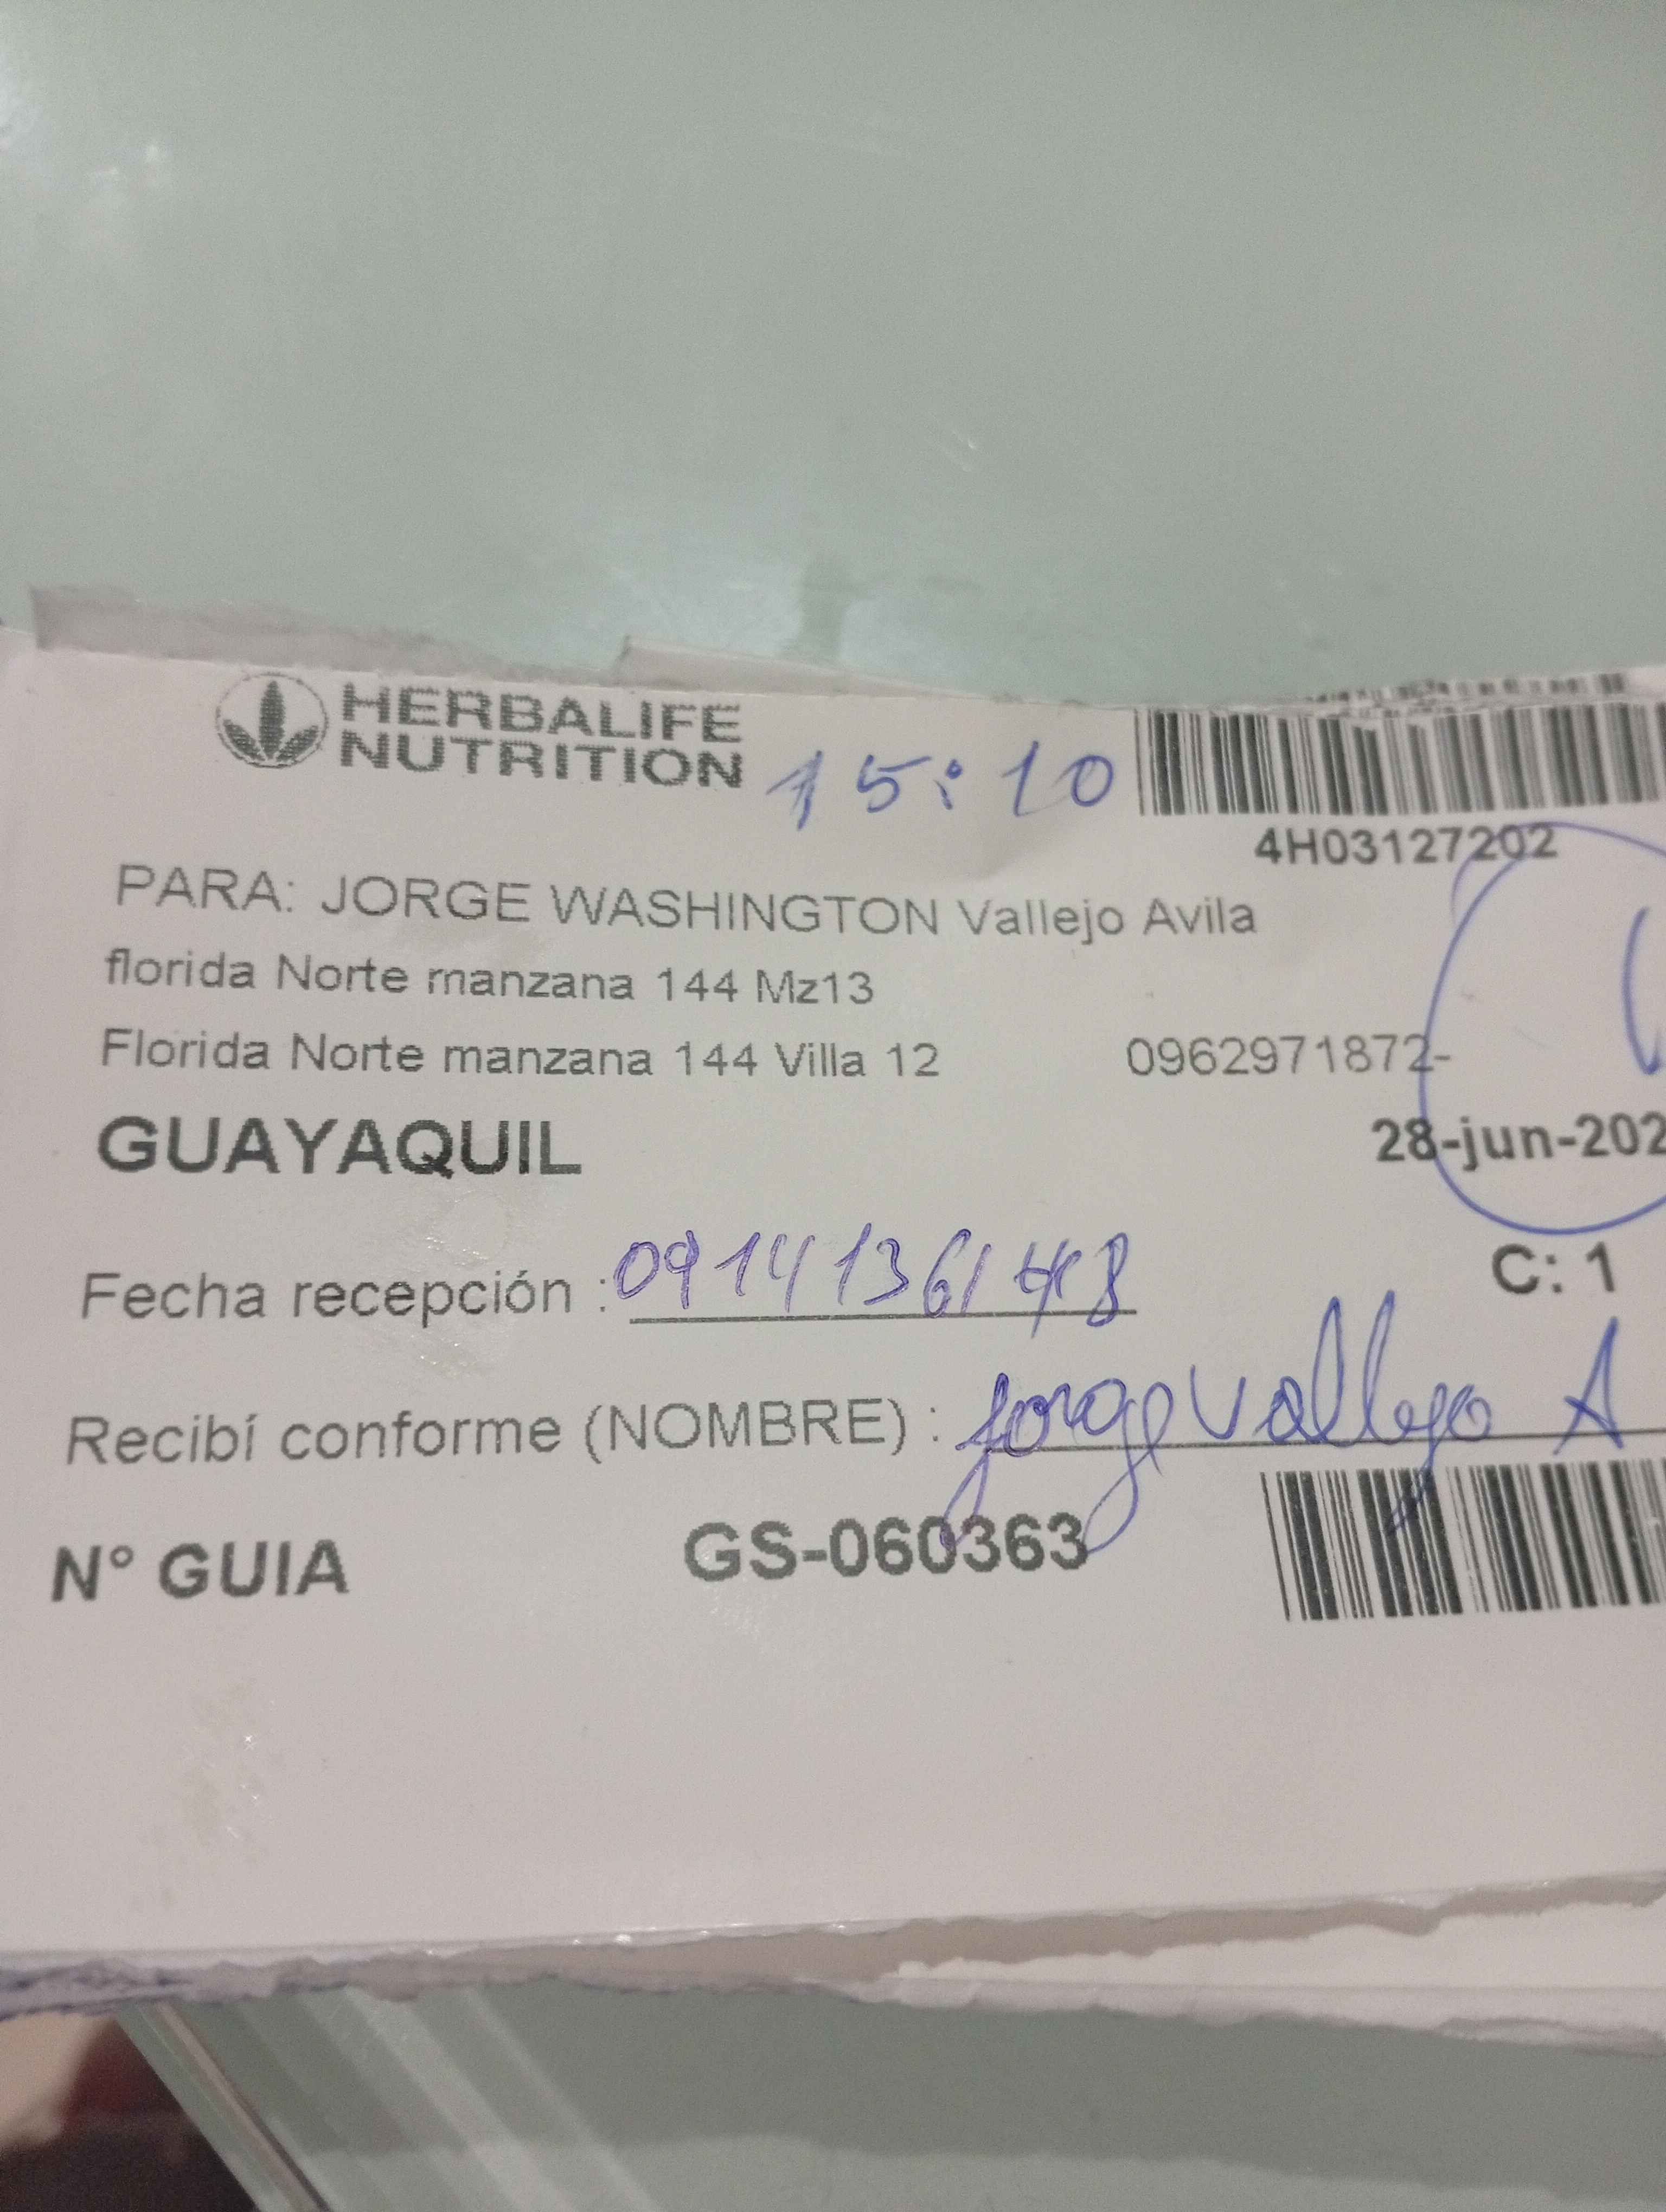 HERBALIFE
NUTRITION
15:10
4H03127202
PARA: JORGE WASHINGTON Vallejo Avila
florida Norte manzana 144 Mz13
Florida Norte manzana 144 Villa 12 0962971872-
GUAYAQUIL 28-jun-202
C: 1
Fecha recepción :
Recibí conforme (NOMBRE) : Jorge Vallejo A
N° GUIA GS-060363